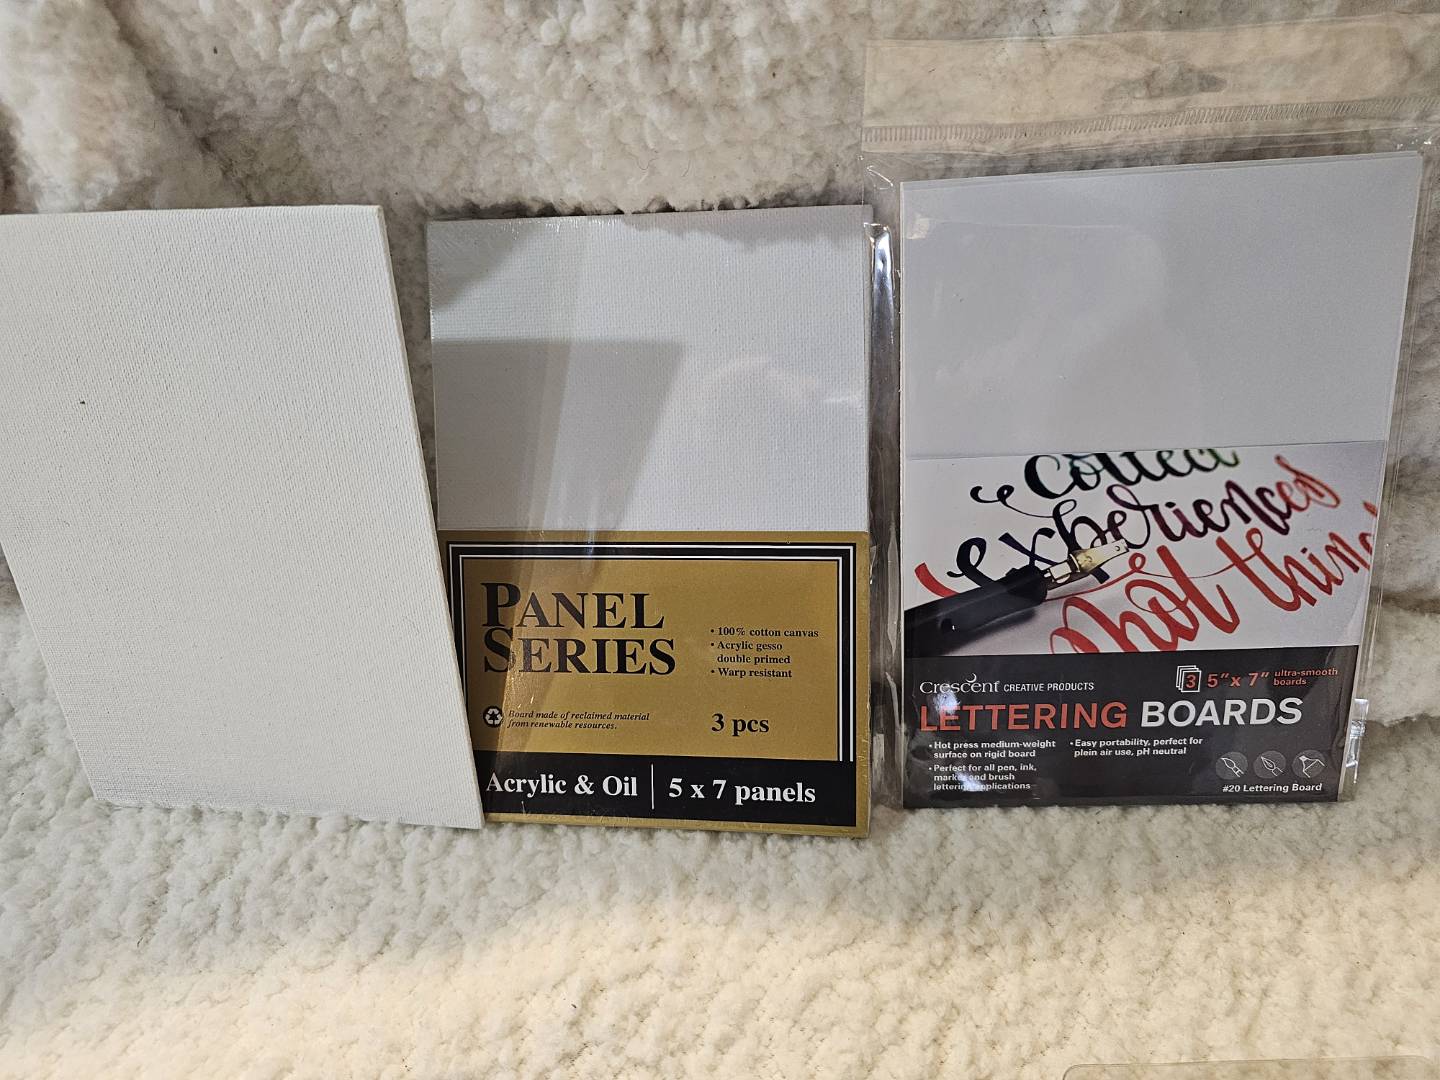 PANEL
SERIES
• 100% cotton canvas
• Acrylic gesso
double primed
• Warp resistant
Board made of reclaimed material
from renewable resources.
3 pcs
Acrylic & Oil
5 x 7 panels
collect
experiences
not thin
Crescent CREATIVE PRODUCTS
3 5" x 7" ultra-smooth
boards
LETTERING BOARDS
• Hot press medium-weight
surface on rigid board
• Perfect for all pen, ink,
marker and brush
lettering applications
• Easy portability, perfect for
plein air use, pH neutral
#20 Lettering Board